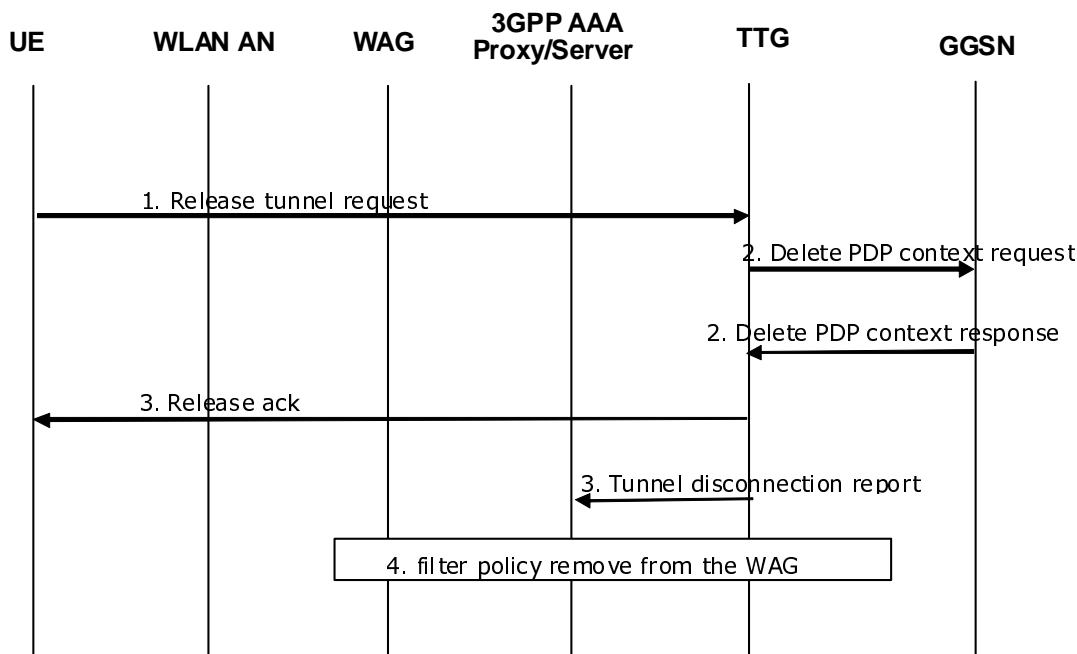 UE
WLAN AN
WAG
3GPP AAA
Proxy/Server
TTG
GGSN
1. Release tunnel request
2. Delete PDP context request
2. Delete PDP context response
3. Release ack
3. Tunnel disconnection report
4. filter policy remove from the WAG